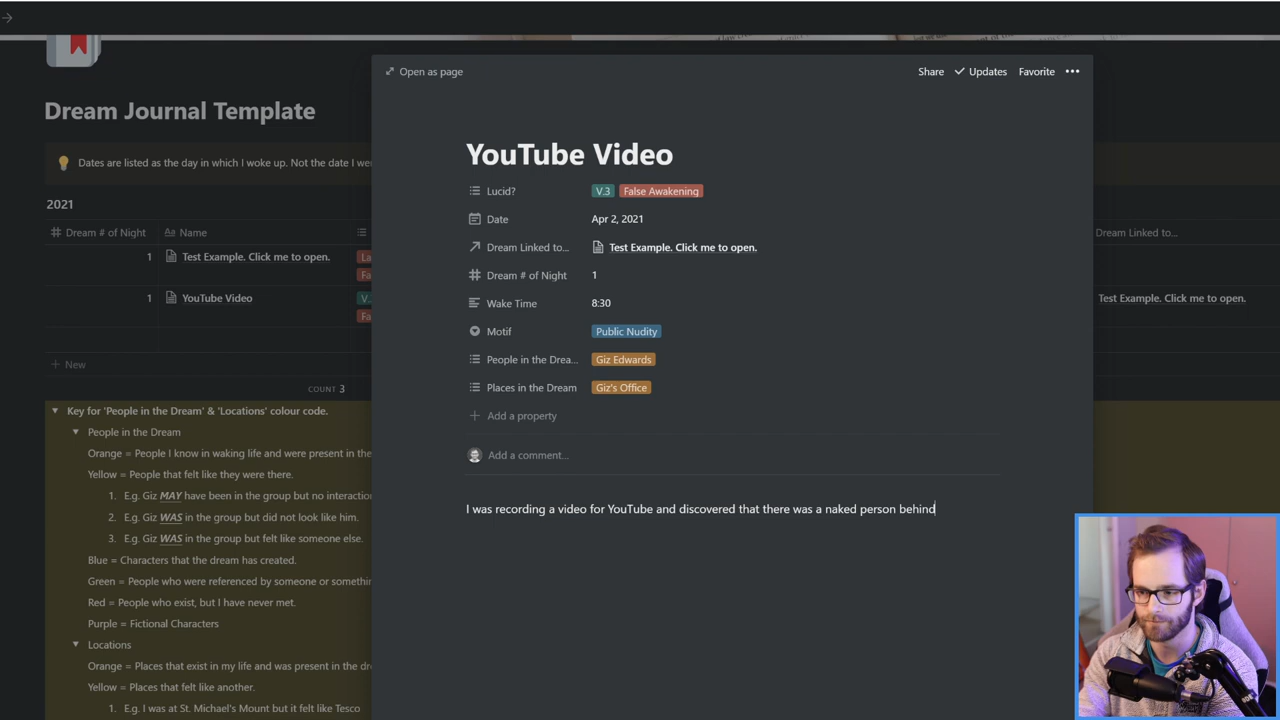 Open as page
Share
Updates
Favorite
Dream Journal Template
Dates are listed as the day in which I woke up. Not the date I we
2021
Dream # of Night
Name
1
Test Example. Click me to open.
La
Fa
1
YouTube Video
V.
Fa
New
COUNT 3
Key for 'People in the Dream' & 'Locations' colour code.
People in the Dream
Orange = People I know in waking life and were present in the
Yellow = People that felt like they were there.
1. E.g. Giz MAY have been in the group but no interactio
2. E.g. Giz WAS in the group but did not look like him.
3. E.g. Giz WAS in the group but felt like someone else.
Blue = Characters that the dream has created.
Green = People who were referenced by someone or somethin
Red = People who exist, but I have never met.
Purple = Fictional Characters
Locations
Orange = Places that exist in my life and was present in the dre
Yellow = Places that felt like another.
1. E.g. I was at St. Michael's Mount but it felt like Tesco
YouTube Video
Lucid? V.3 False Awakening
Date Apr 2, 2021
Dream Linked to... Test Example. Click me to open.
Dream # of Night 1
Wake Time 8:30
Motif Public Nudity
People in the Drea... Giz Edwards
Places in the Dream Giz's Office
Add a property
Add a comment...
I was recording a video for YouTube and discovered that there was a naked person behind
Dream Linked to...
Test Example. Click me to open.